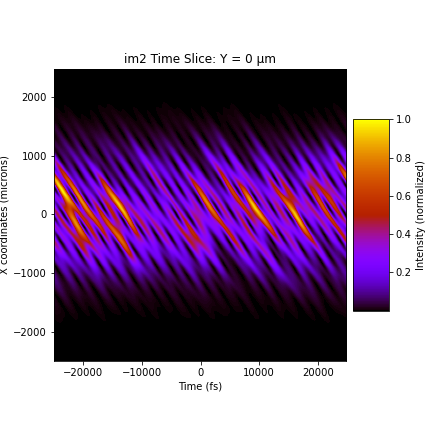 im2 Time Slice: Y = 0 μm
2000
1000
0
−1000
−2000
X coordinates (microns)
−20000 −10000 0 10000 20000
Time (fs)
1.0
0.8
0.6
0.4
0.2
Intensity (normalized)